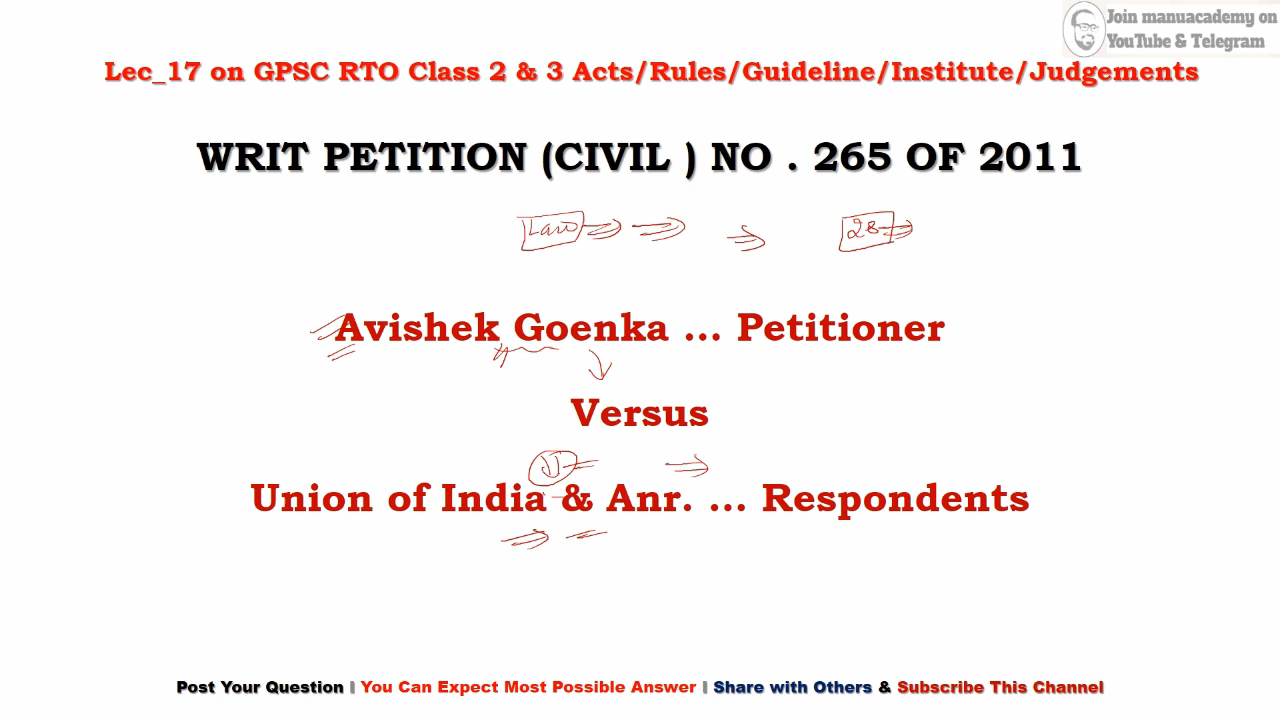 Join manuacademy on
YouTube & Telegram
Lec_17 on GPSC RTO Class 2 & 3 Acts/Rules/Guideline/Institute/Judgements
WRIT PETITION (CIVIL ) NO . 265 OF 2011
Law 28
Avishek Goenka ... Petitioner
Versus
Union of India & Anr. ... Respondents
Post Your Question | You Can Expect Most Possible Answer | Share with Others & Subscribe This Channel